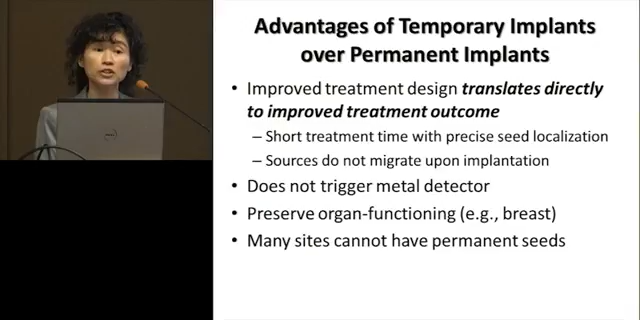 Advantages of Temporary Implants
over Permanent Implants
• Improved treatment design translates directly
to improved treatment outcome
– Short treatment time with precise seed localization
– Sources do not migrate upon implantation
• Does not trigger metal detector
• Preserve organ-functioning (e.g., breast)
• Many sites cannot have permanent seeds